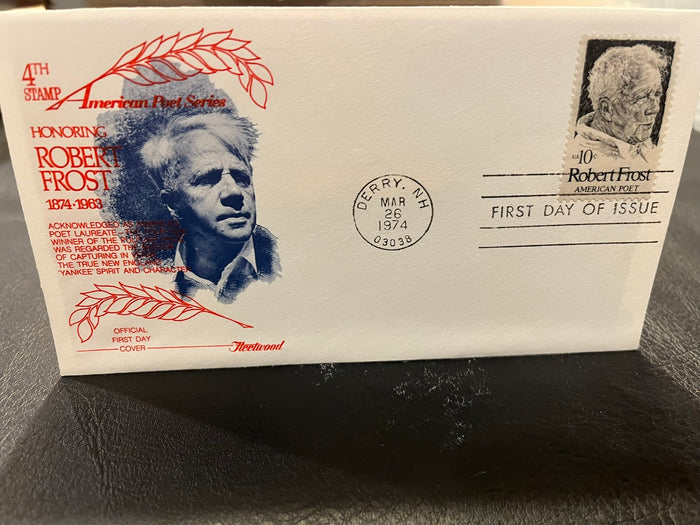 4TH
STAMP
American Poet Series
HONORING
ROBERT
FROST
1874-1963
ACKNOWLEDGED
POET LAUREATE
WINNER OF THE
WAS REGARDED
OF CAPTURING IN
THE TRUE NEW
'YANKEE' SPIRIT AND CHARACTER
OFFICIAL
FIRST DAY
COVER
Fleetwood
DERRY, NH
MAR
26
1974
03038
US 10c
Robert Frost
AMERICAN POET
FIRST DAY OF ISSUE